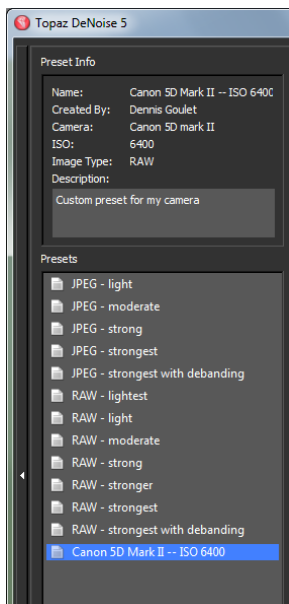 Topaz DeNoise 5
Preset Info
Name: Canon 5D Mark II -- ISO 640
Created By: Dennis Goulet
Camera: Canon 5D mark II
ISO: 6400
Image Type: RAW
Description:
Custom preset for my camera
Presets
JPEG - light
JPEG - moderate
JPEG - strong
JPEG - strongest
JPEG - strongest with debanding
RAW - lightest
RAW - light
RAW - moderate
RAW - strong
RAW - stronger
RAW - strongest
RAW - strongest with debanding
Canon 5D Mark II -- ISO 6400